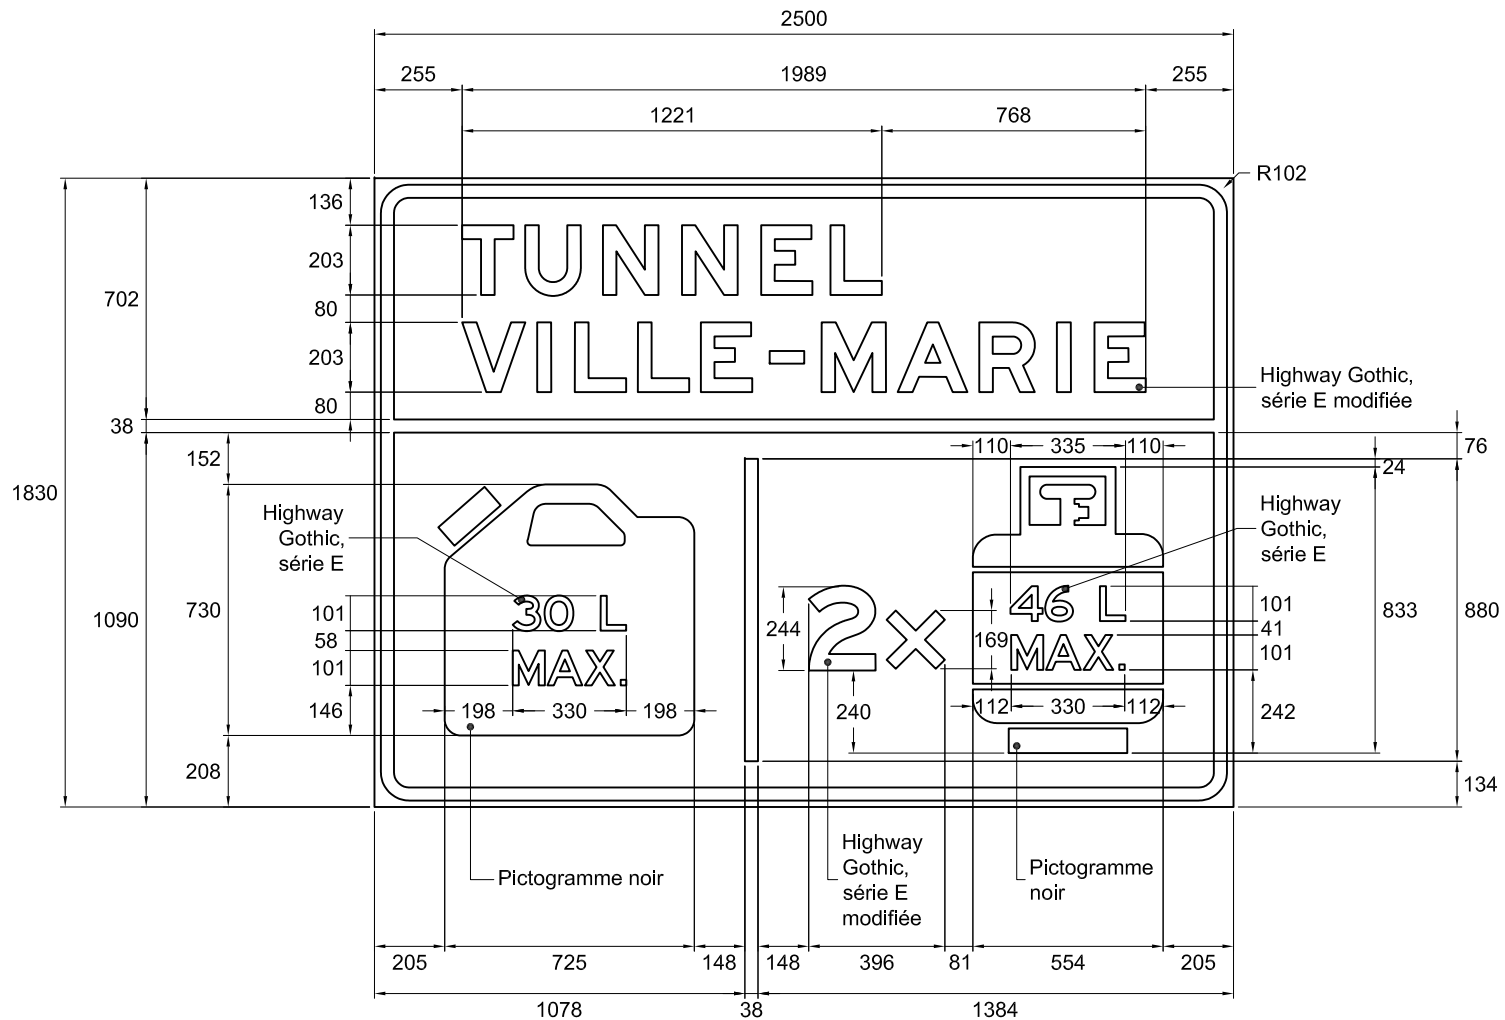 2500
255
1989
255
1221
768
R102
136
203
702
80
203
80
38
TUNNEL
VILLE-MARIE
Highway Gothic,
série E modifiée
1830
1090
152
730
208
Highway
Gothic,
série E
101
58
101
146
30 L
MAX.
198
330
198
110
335
110
76
24
Highway
Gothic,
série E
244
2×
169
46 L
MAX.
101
41
101
833
880
240
112
330
112
242
134
Pictogramme noir
Highway
Gothic,
série E
modifiée
Pictogramme
noir
205
725
148
148
396
81
554
205
1078
38
1384